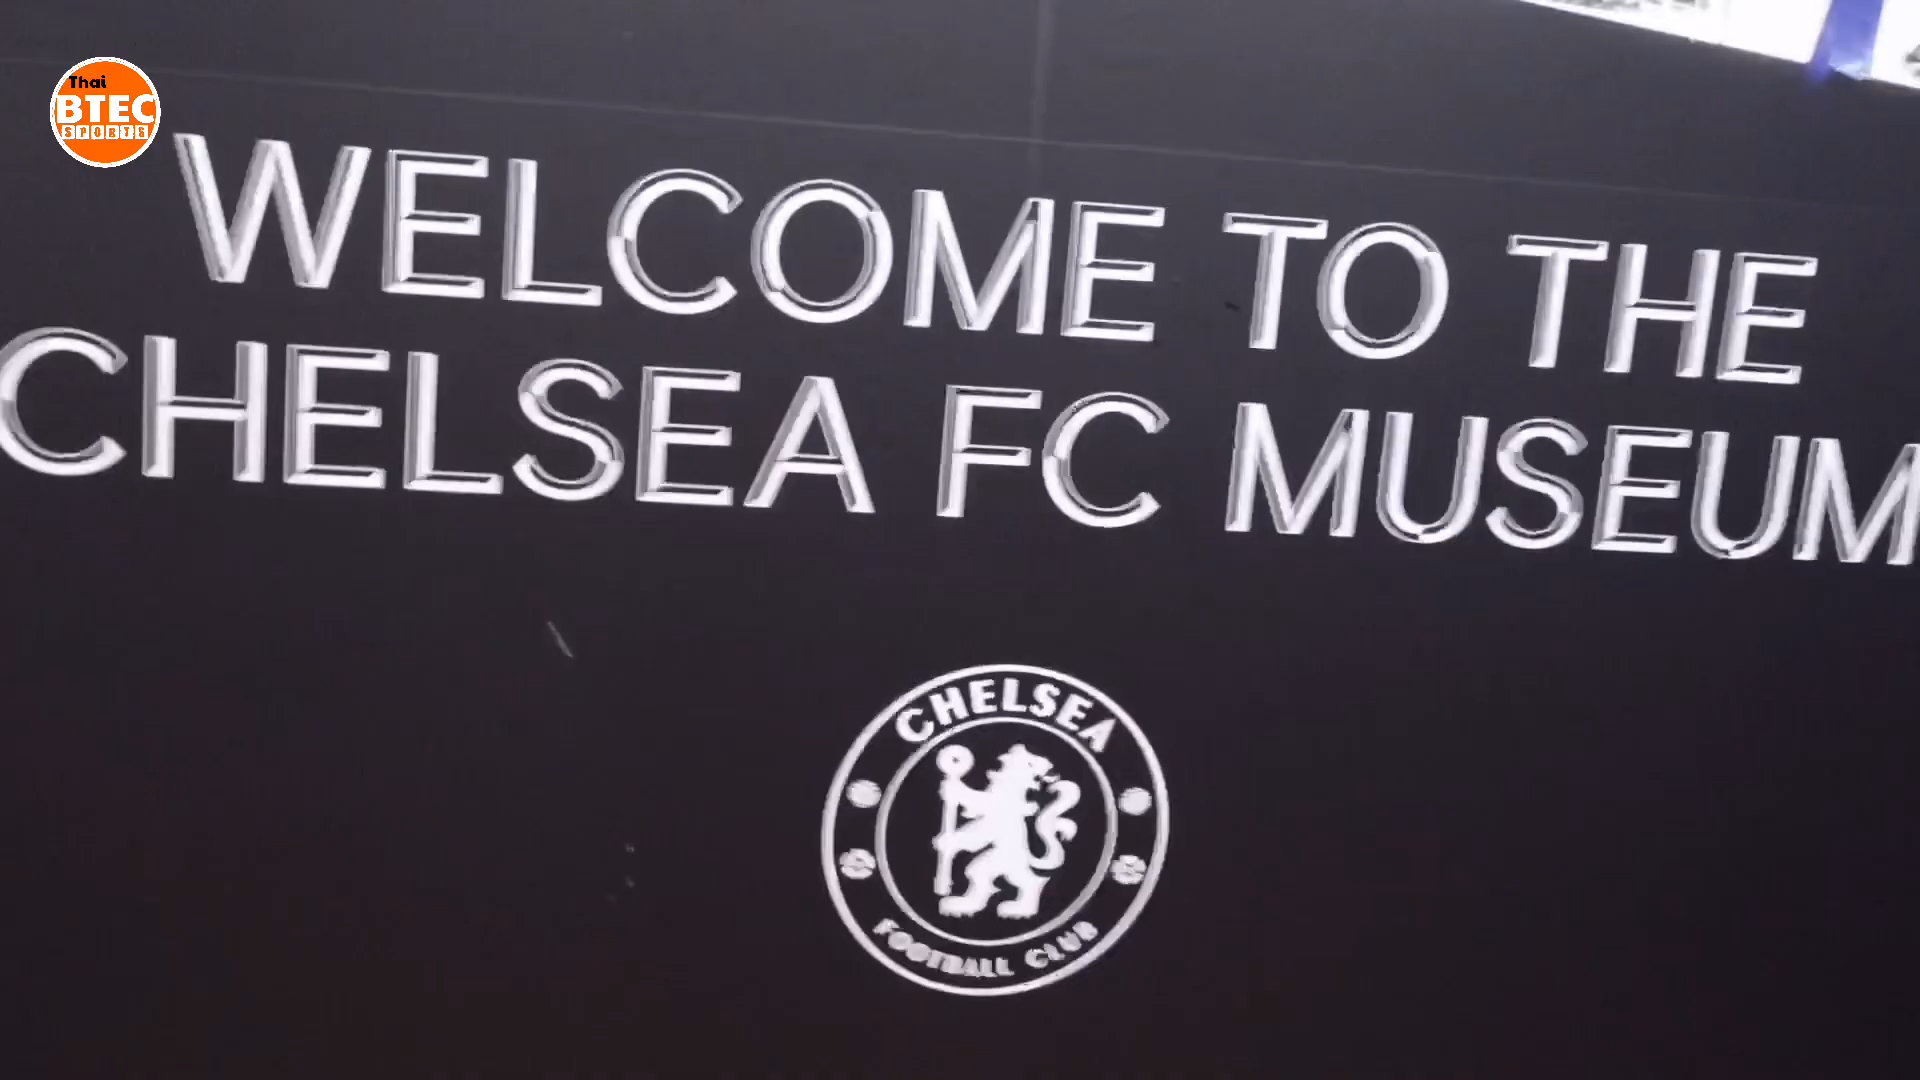 Thai
BTEC
SPORTS
WELCOME TO THE
CHELSEA FC MUSEUM
CHELSEA
FOOTBALL CLUB